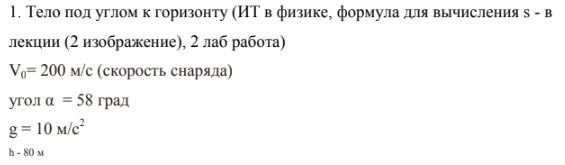 1. Тело под углом к горизонту (ИТ в физике, формула для вычисления s - в
лекции (2 изображение), 2 лаб работа)
V₀= 200 м/с (скорость снаряда)
угол α = 58 град
g = 10 м/с²
h - 80 м